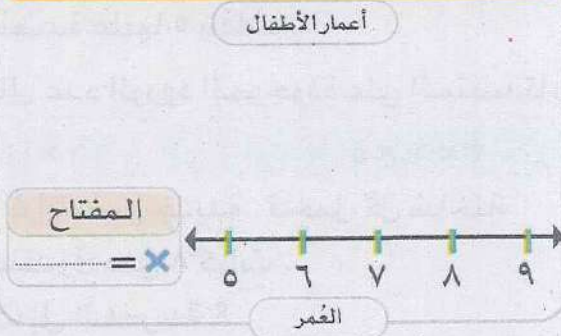 أعمار الأطفال
المفتاح
✕ = ..................
٥ ٦ ٧ ٨ ٩
العُمر